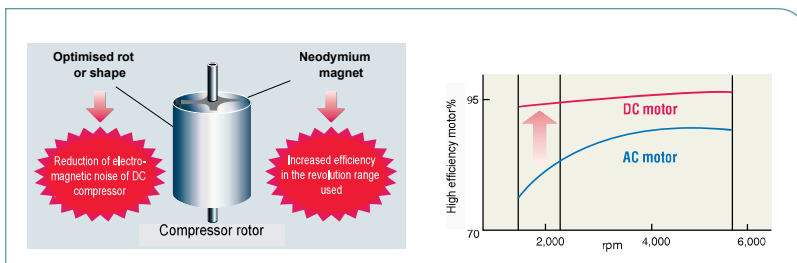 Optimised rot
or shape
Neodymium
magnet
Reduction of electro-
magnetic noise of DC
compressor
Increased efficiency
in the revolution range
used
Compressor rotor
High efficiency motor%
95
70
DC motor
AC motor
2,000
rpm
4,000
6,000